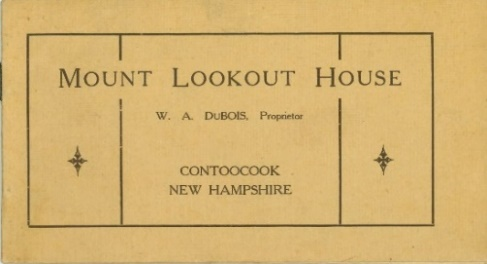 MOUNT LOOKOUT HOUSE
W. A. DUBOIS, Proprietor
CONTOOCOOK
NEW HAMPSHIRE